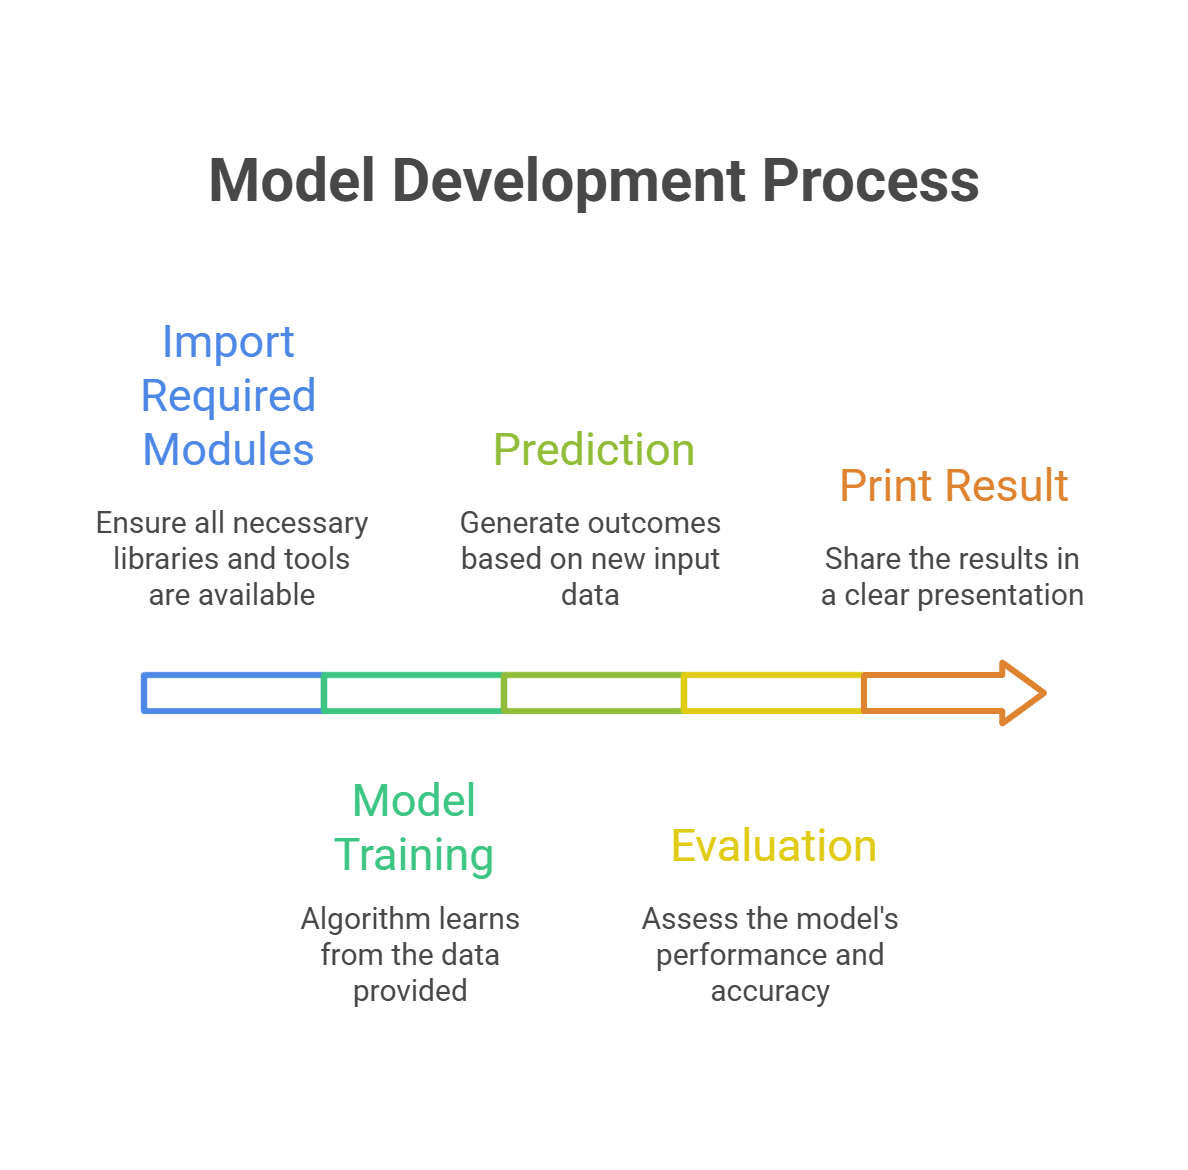 Model Development Process
Import
Required
Modules
Ensure all necessary
libraries and tools
are available
Model
Training
Algorithm learns
from the data
provided
Prediction
Generate outcomes
based on new input
data
Evaluation
Assess the model's
performance and
accuracy
Print Result
Share the results in
a clear presentation